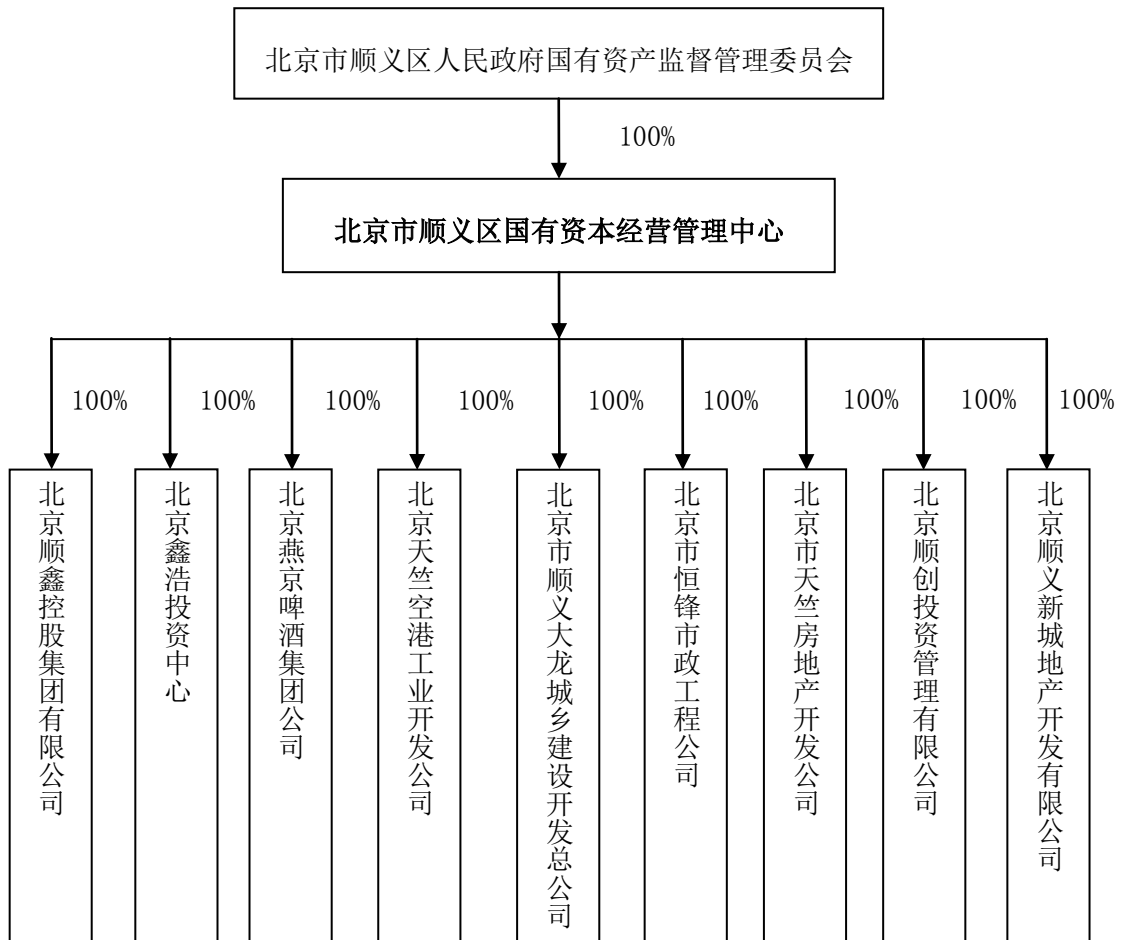 北京市顺义区人民政府国有资产监督管理委员会
100%
北京市顺义区国有资本经营管理中心
100%
100%
100%
100%
100%
100%
100%
100%
100%
北京顺鑫控股集团有限公司
北京鑫浩投资中心
北京燕京啤酒集团公司
北京天竺空港工业开发公司
北京市顺义大龙城乡建设开发总公司
北京市恒锋市政工程公司
北京市天竺房地产开发公司
北京顺创投资管理有限公司
北京顺义新城地产开发有限公司